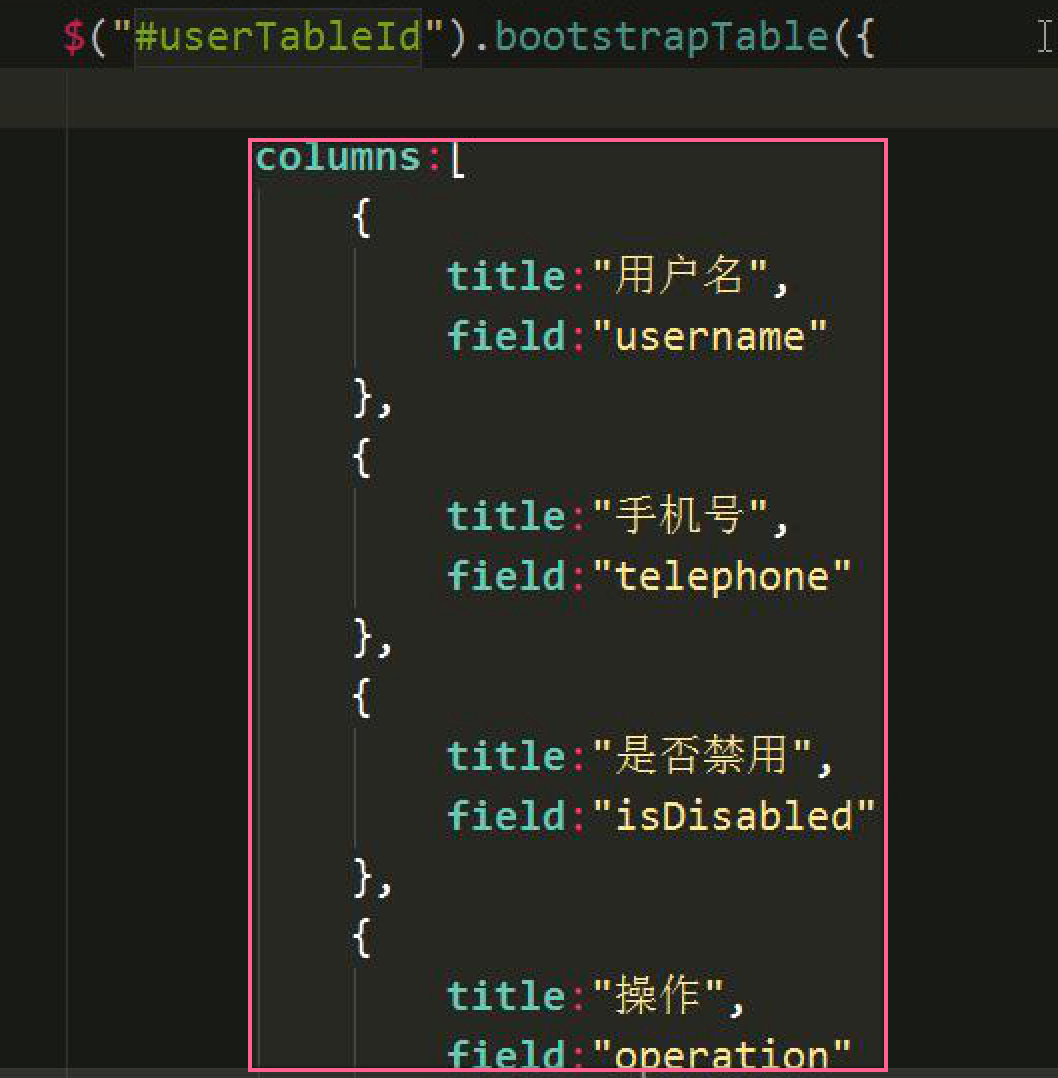 $("#userTableId").bootstrapTable({
columns:[
{
title:"用户名",
field:"username"
},
{
title:"手机号",
field:"telephone"
},
{
title:"是否禁用",
field:"isDisabled"
},
{
title:"操作",
field:"operation"